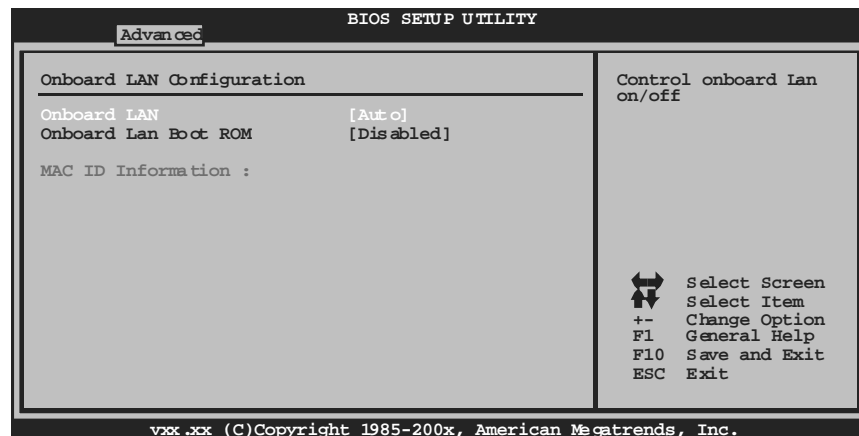 BIOS SETUP UTILITY
Advanced
Onboard LAN Configuration
Onboard LAN [Auto]
Onboard Lan Boot ROM [Disabled]
MAC ID Information :
Control onboard Lan
on/off
Select Screen
Select Item
+- Change Option
F1 General Help
F10 Save and Exit
ESC Exit
vxx.xx (C)Copyright 1985-200x, American Megatrends, Inc.